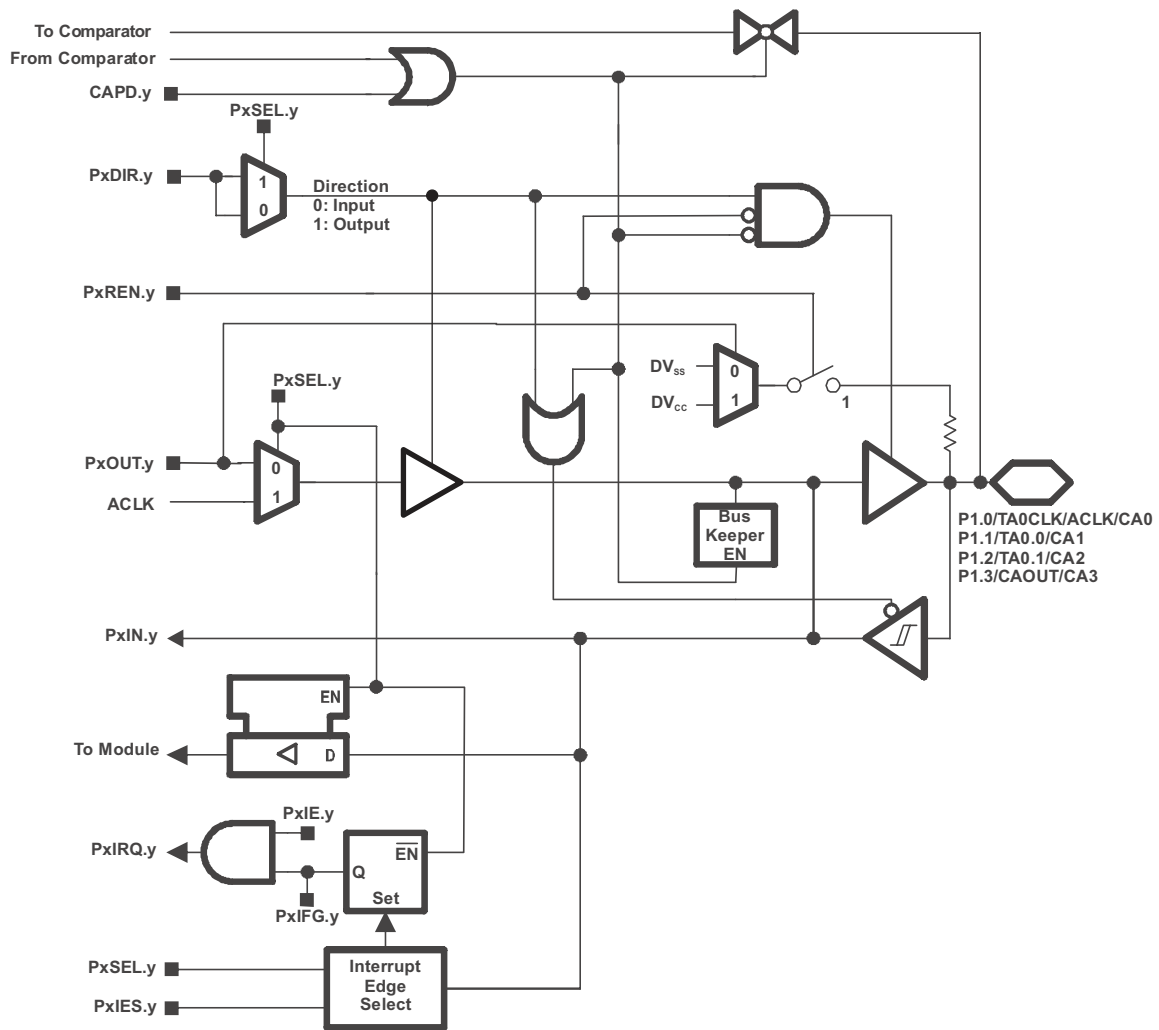 To Comparator
From Comparator
CAPD.y
PxSEL.y
PxDIR.y
1
0
Direction
0: Input
1: Output
PxREN.y
DVSS
0
DVCC
1
1
PxSEL.y
PxOUT.y
0
ACLK
1
Bus
Keeper
EN
P1.0/TA0CLK/ACLK/CA0
P1.1/TA0.0/CA1
P1.2/TA0.1/CA2
P1.3/CAOUT/CA3
PxIN.y
EN
To Module
D
PxIE.y
PxIRQ.y
EN
Q
Set
PxIFG.y
PxSEL.y
PxIES.y
Interrupt
Edge
Select